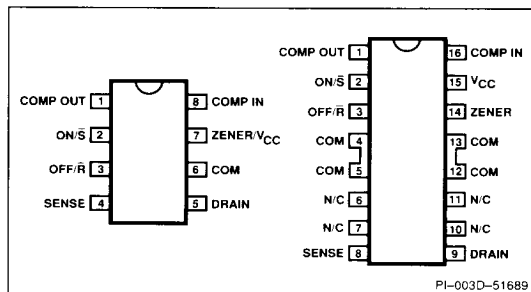 COMP OUT 1
ON/S̅ 2
OFF/R̅ 3
SENSE 4
8 COMP IN
7 ZENER/VCC
6 COM
5 DRAIN
COMP OUT 1
ON/S̅ 2
OFF/R̅ 3
COM 4
COM 5
N/C 6
N/C 7
SENSE 8
16 COMP IN
15 VCC
14 ZENER
13 COM
12 COM
11 N/C
10 N/C
9 DRAIN
PI–003D–51689